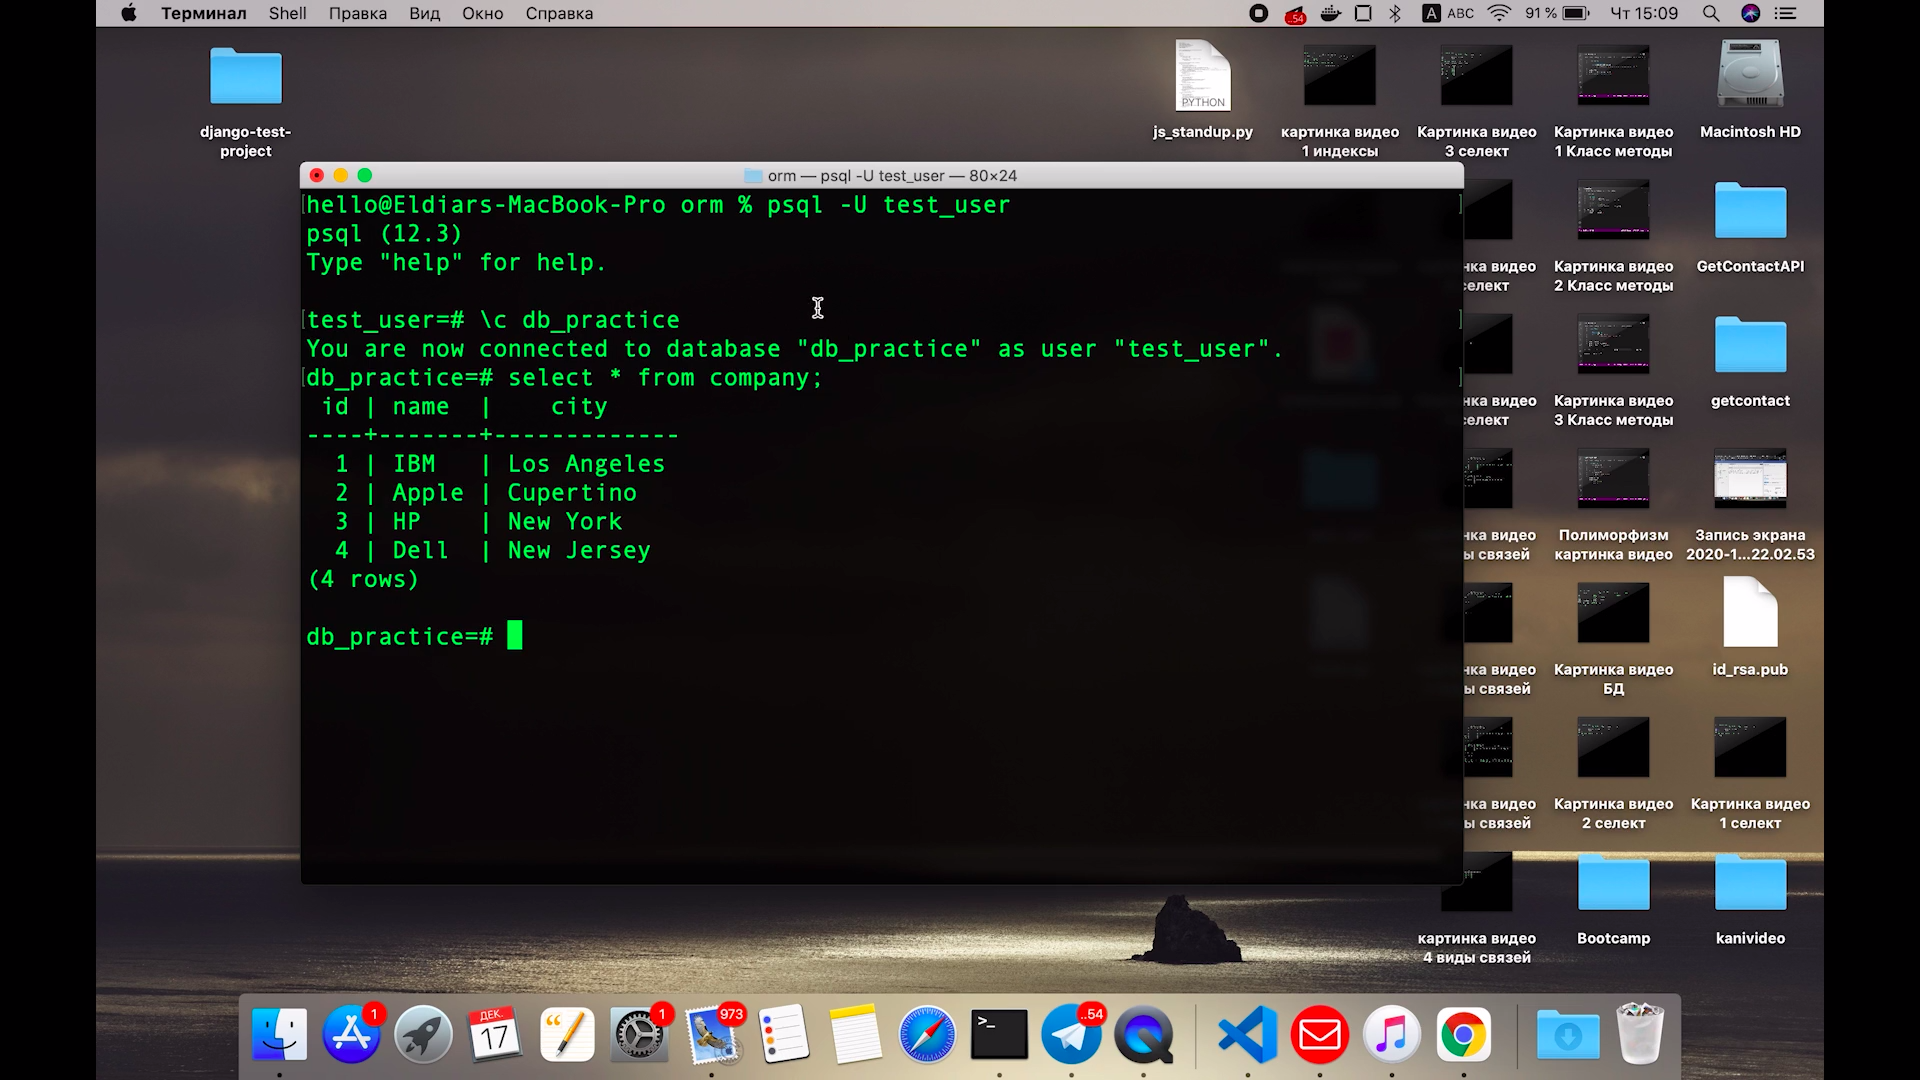 Терминал Shell Правка Вид Окно Справка
..54 A ABC 91 % Чт 15:09
django-test-
project
PYTHON
js_standup.py
картинка видео
1 индексы
Картинка видео
3 селект
Картинка видео
1 Класс методы
Macintosh HD
orm — psql -U test_user — 80×24
hello@Eldiars-MacBook-Pro orm % psql -U test_user
psql (12.3)
Type "help" for help.
test_user=# \c db_practice
You are now connected to database "db_practice" as user "test_user".
db_practice=# select * from company;
id | name | city
----+-------+-------------
1 | IBM | Los Angeles
2 | Apple | Cupertino
3 | HP | New York
4 | Dell | New Jersey
(4 rows)
db_practice=#
нка видео
селект
Картинка видео
2 Класс методы
GetContactAPI
нка видео
селект
Картинка видео
3 Класс методы
getcontact
нка видео
ы связей
Полиморфизм
картинка видео
Запись экрана
2020-1...22.02.53
нка видео
ы связей
Картинка видео
БД
id_rsa.pub
нка видео
ы связей
Картинка видео
2 селект
Картинка видео
1 селект
картинка видео
4 виды связей
Bootcamp
kanivideo
1
ДЕК.
17
1
973
>_
..54